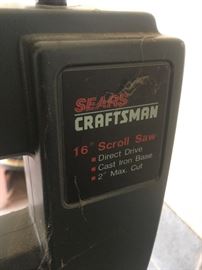 SEARS
CRAFTSMAN
16" Scroll Saw
▪ Direct Drive
▪ Cast Iron Base
▪ 2" Max. Cut